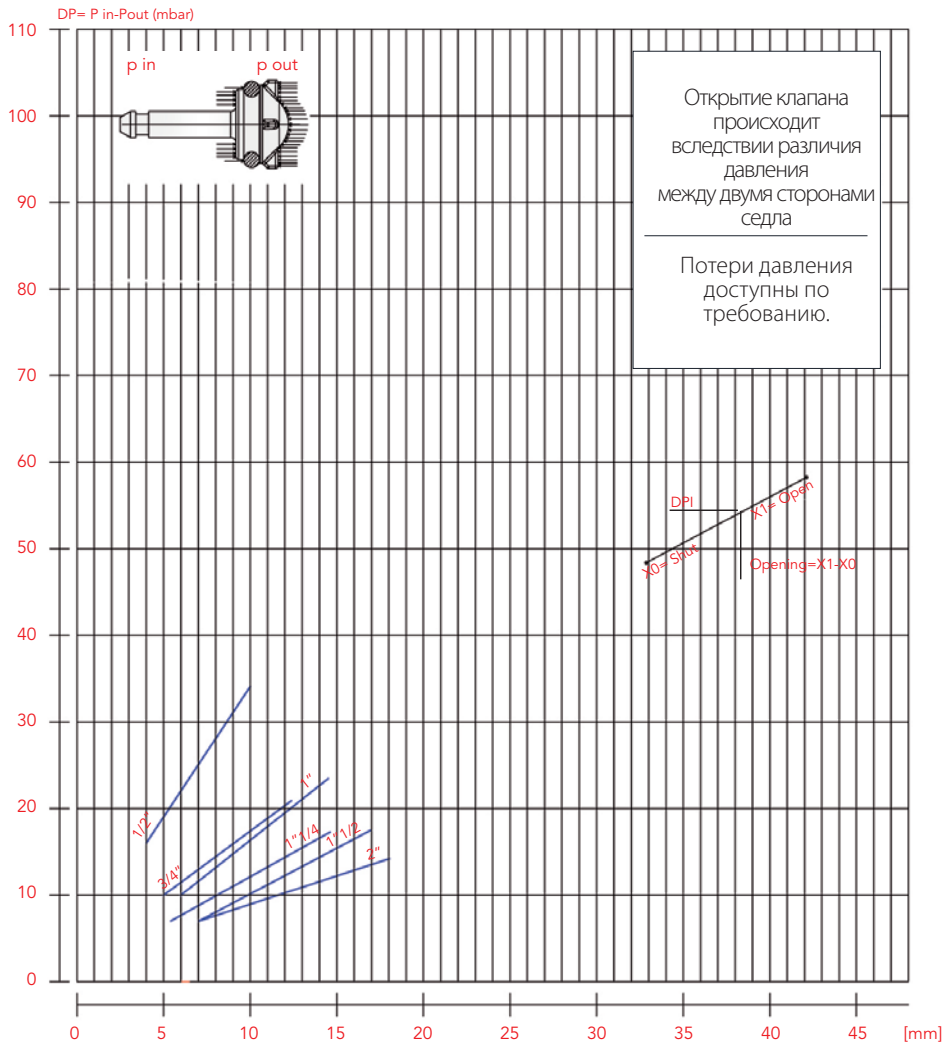 DP= P in-Pout (mbar)
110
p in
p out
100
90
80
70
60
50
40
30
20
10
0
Открытие клапана
происходит
вследствии различия
давления
между двумя сторонами
седла
Потери давления
доступны по
требованию.
DPI
X1= Open
X0= Shut
Opening=X1-X0
1/2"
3/4"
1"
1"1/4
1"1/2
2"
0
5
10
15
20
25
30
35
40
45
[mm]